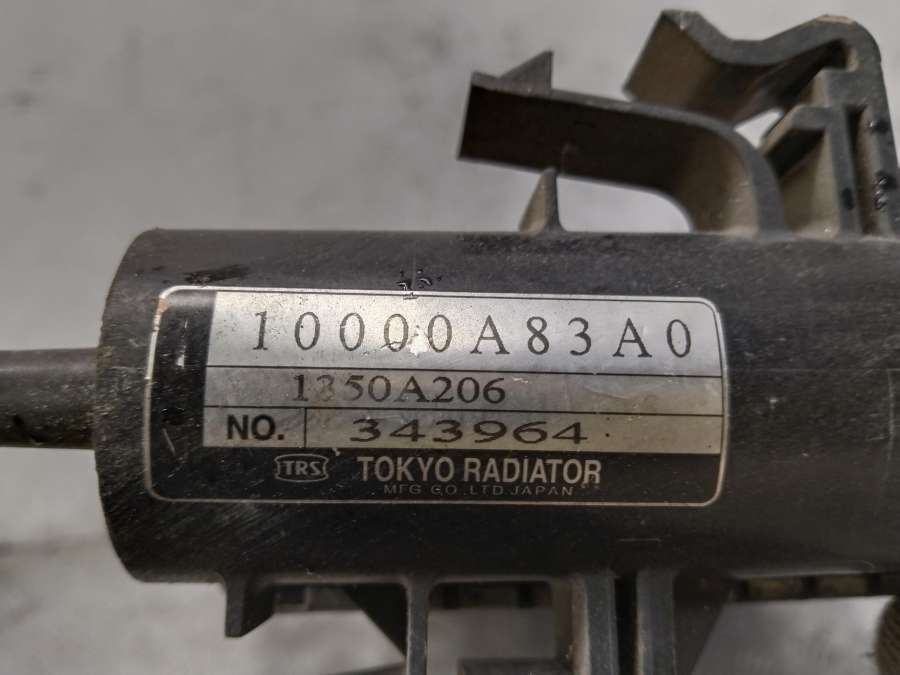 10000A83A0
1350A206
NO. 343964
TRS TOKYO RADIATOR
MFG CO.,LTD.JAPAN